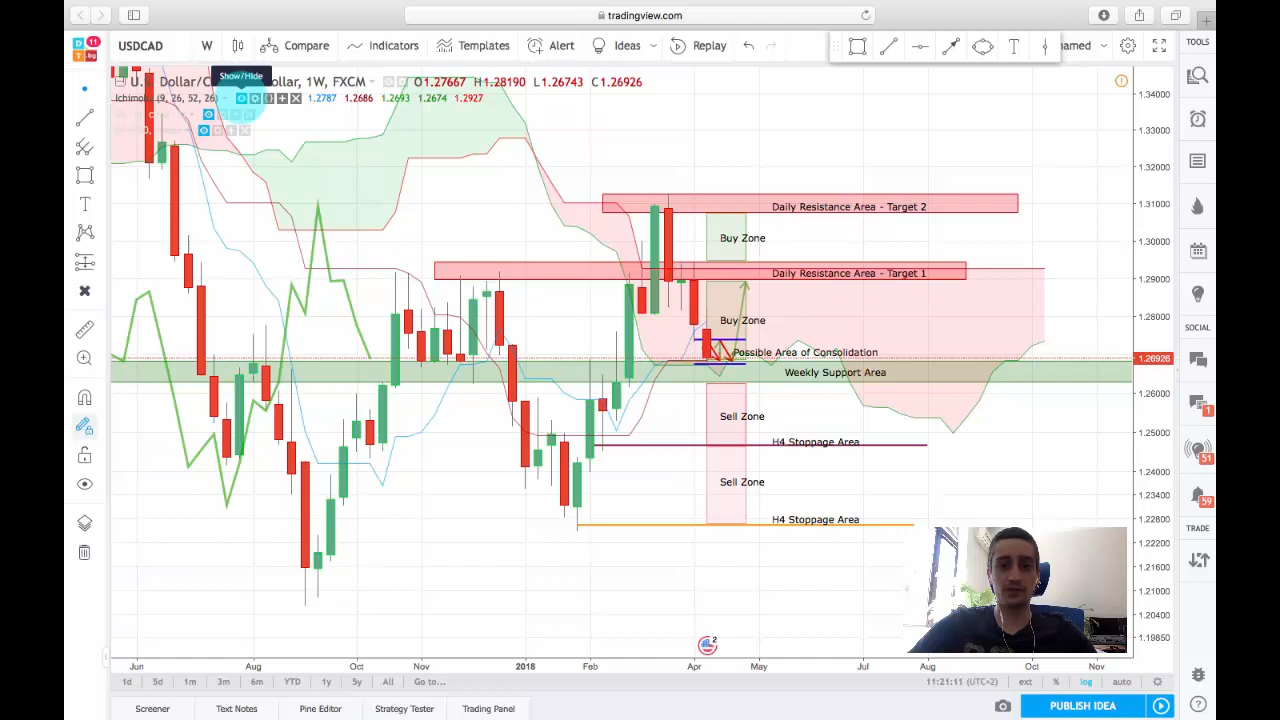 tradingview.com
11
USDCAD
W
Compare
Indicators
Templates
Alert
Ideas
Replay
named
TOOLS
Show/Hide
Dollar, 1W, FXCM
O1.27667 H1.28190 L1.26743 C1.26926
Ichimoku (9, 26, 52, 26)
1.2787 1.2686 1.2693 1.2674 1.2927
1.34000
1.33000
1.32000
1.31000
1.30000
1.29000
1.28000
1.26926
1.26000
1.25000
1.24000
1.23400
1.22800
1.22200
1.21600
1.21000
1.20400
1.19850
Daily Resistance Area - Target 2
Buy Zone
Daily Resistance Area - Target 1
Buy Zone
Possible Area of Consolidation
Weekly Support Area
Sell Zone
H4 Stoppage Area
Sell Zone
H4 Stoppage Area
SOCIAL
1
51
59
TRADE
2
Jun Aug Oct Nov 2018 Feb Apr May Jul Aug Oct Nov
1d 5d 1m 3m 6m YTD 1y 5y All Go to...
11:21:11 (UTC+2) ext % log auto
Screener Text Notes Pine Editor Strategy Tester Trading Panel
PUBLISH IDEA